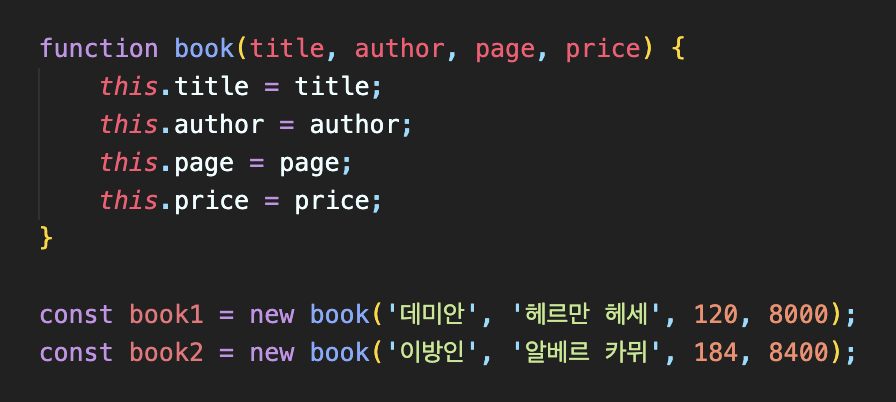 function book(title, author, page, price) {
    this.title = title;
    this.author = author;
    this.page = page;
    this.price = price;
}
const book1 = new book('데미안', '헤르만 헤세', 120, 8000);
const book2 = new book('이방인', '알베르 카뮈', 184, 8400);